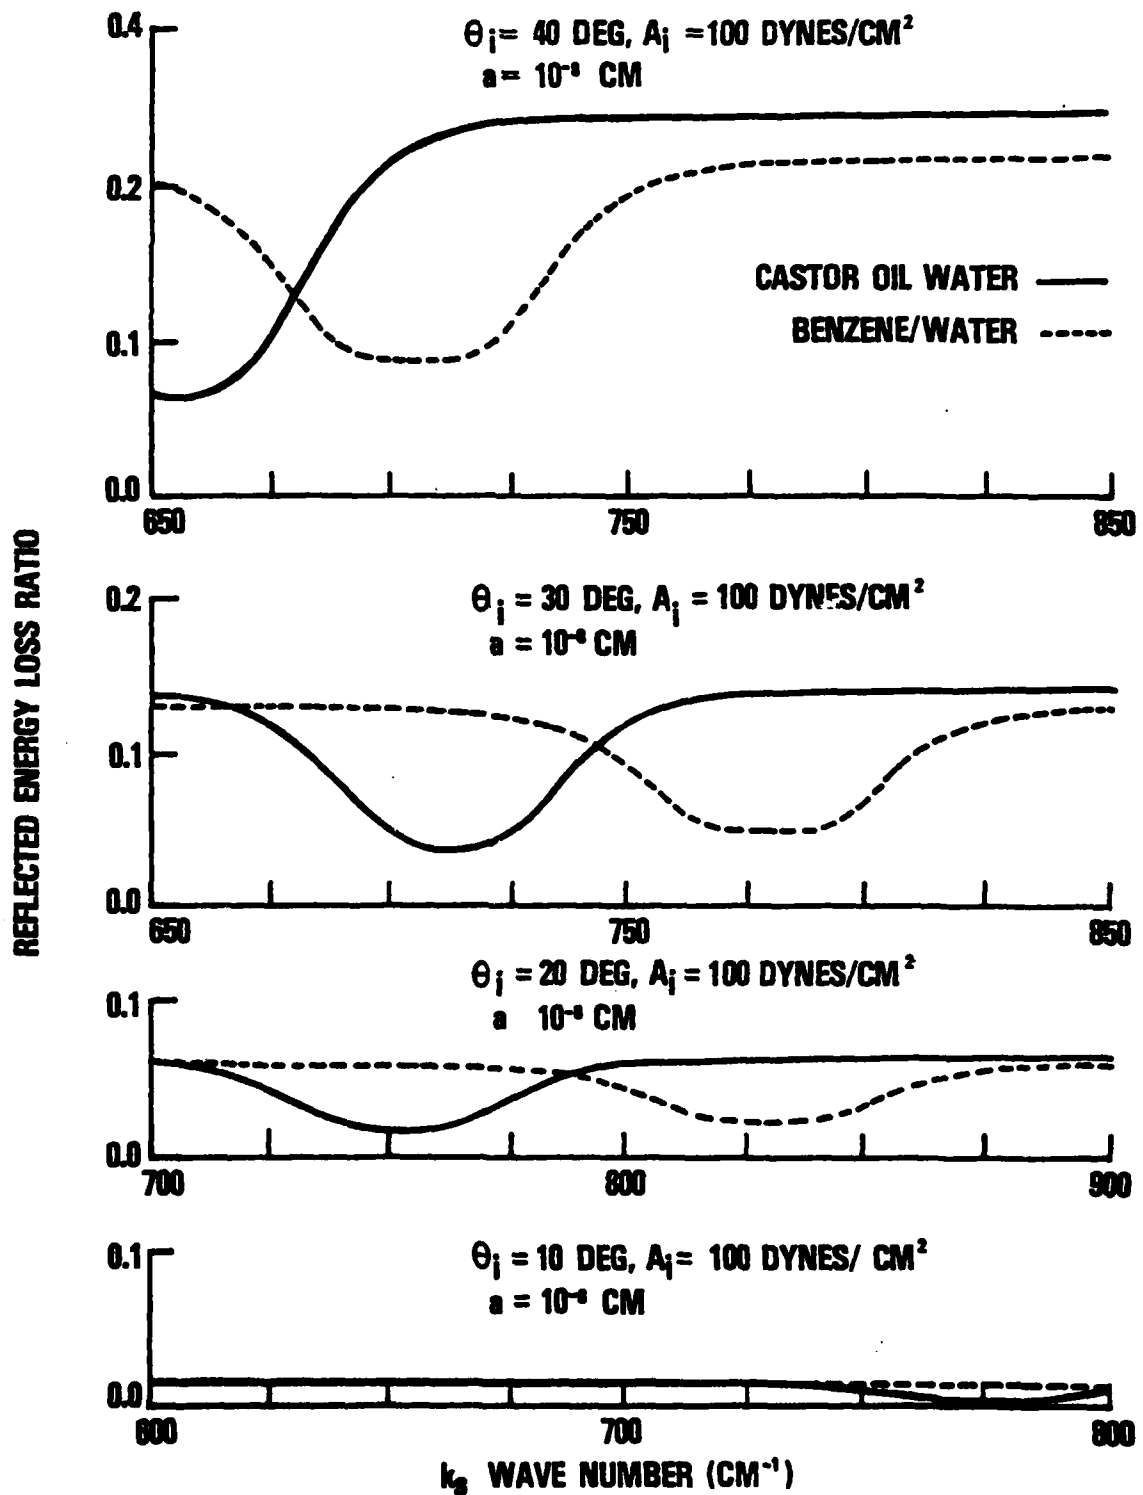 0.4
θi = 40 DEG, Ai = 100 DYNES/CM²
a = 10⁻⁸ CM
0.2
CASTOR OIL WATER
BENZENE/WATER
0.1
0.0
650 750 850
REFLECTED ENERGY LOSS RATIO
0.2
θi = 30 DEG, Ai = 100 DYNES/CM²
a = 10⁻⁸ CM
0.1
0.0
650 750 850
θi = 20 DEG, Ai = 100 DYNES/CM²
0.1
a 10⁻⁸ CM
0.0
700 800 900
0.1
θi = 10 DEG, Ai = 100 DYNES/ CM²
a = 10⁻⁸ CM
0.0
600 700 800
ks WAVE NUMBER (CM⁻¹)